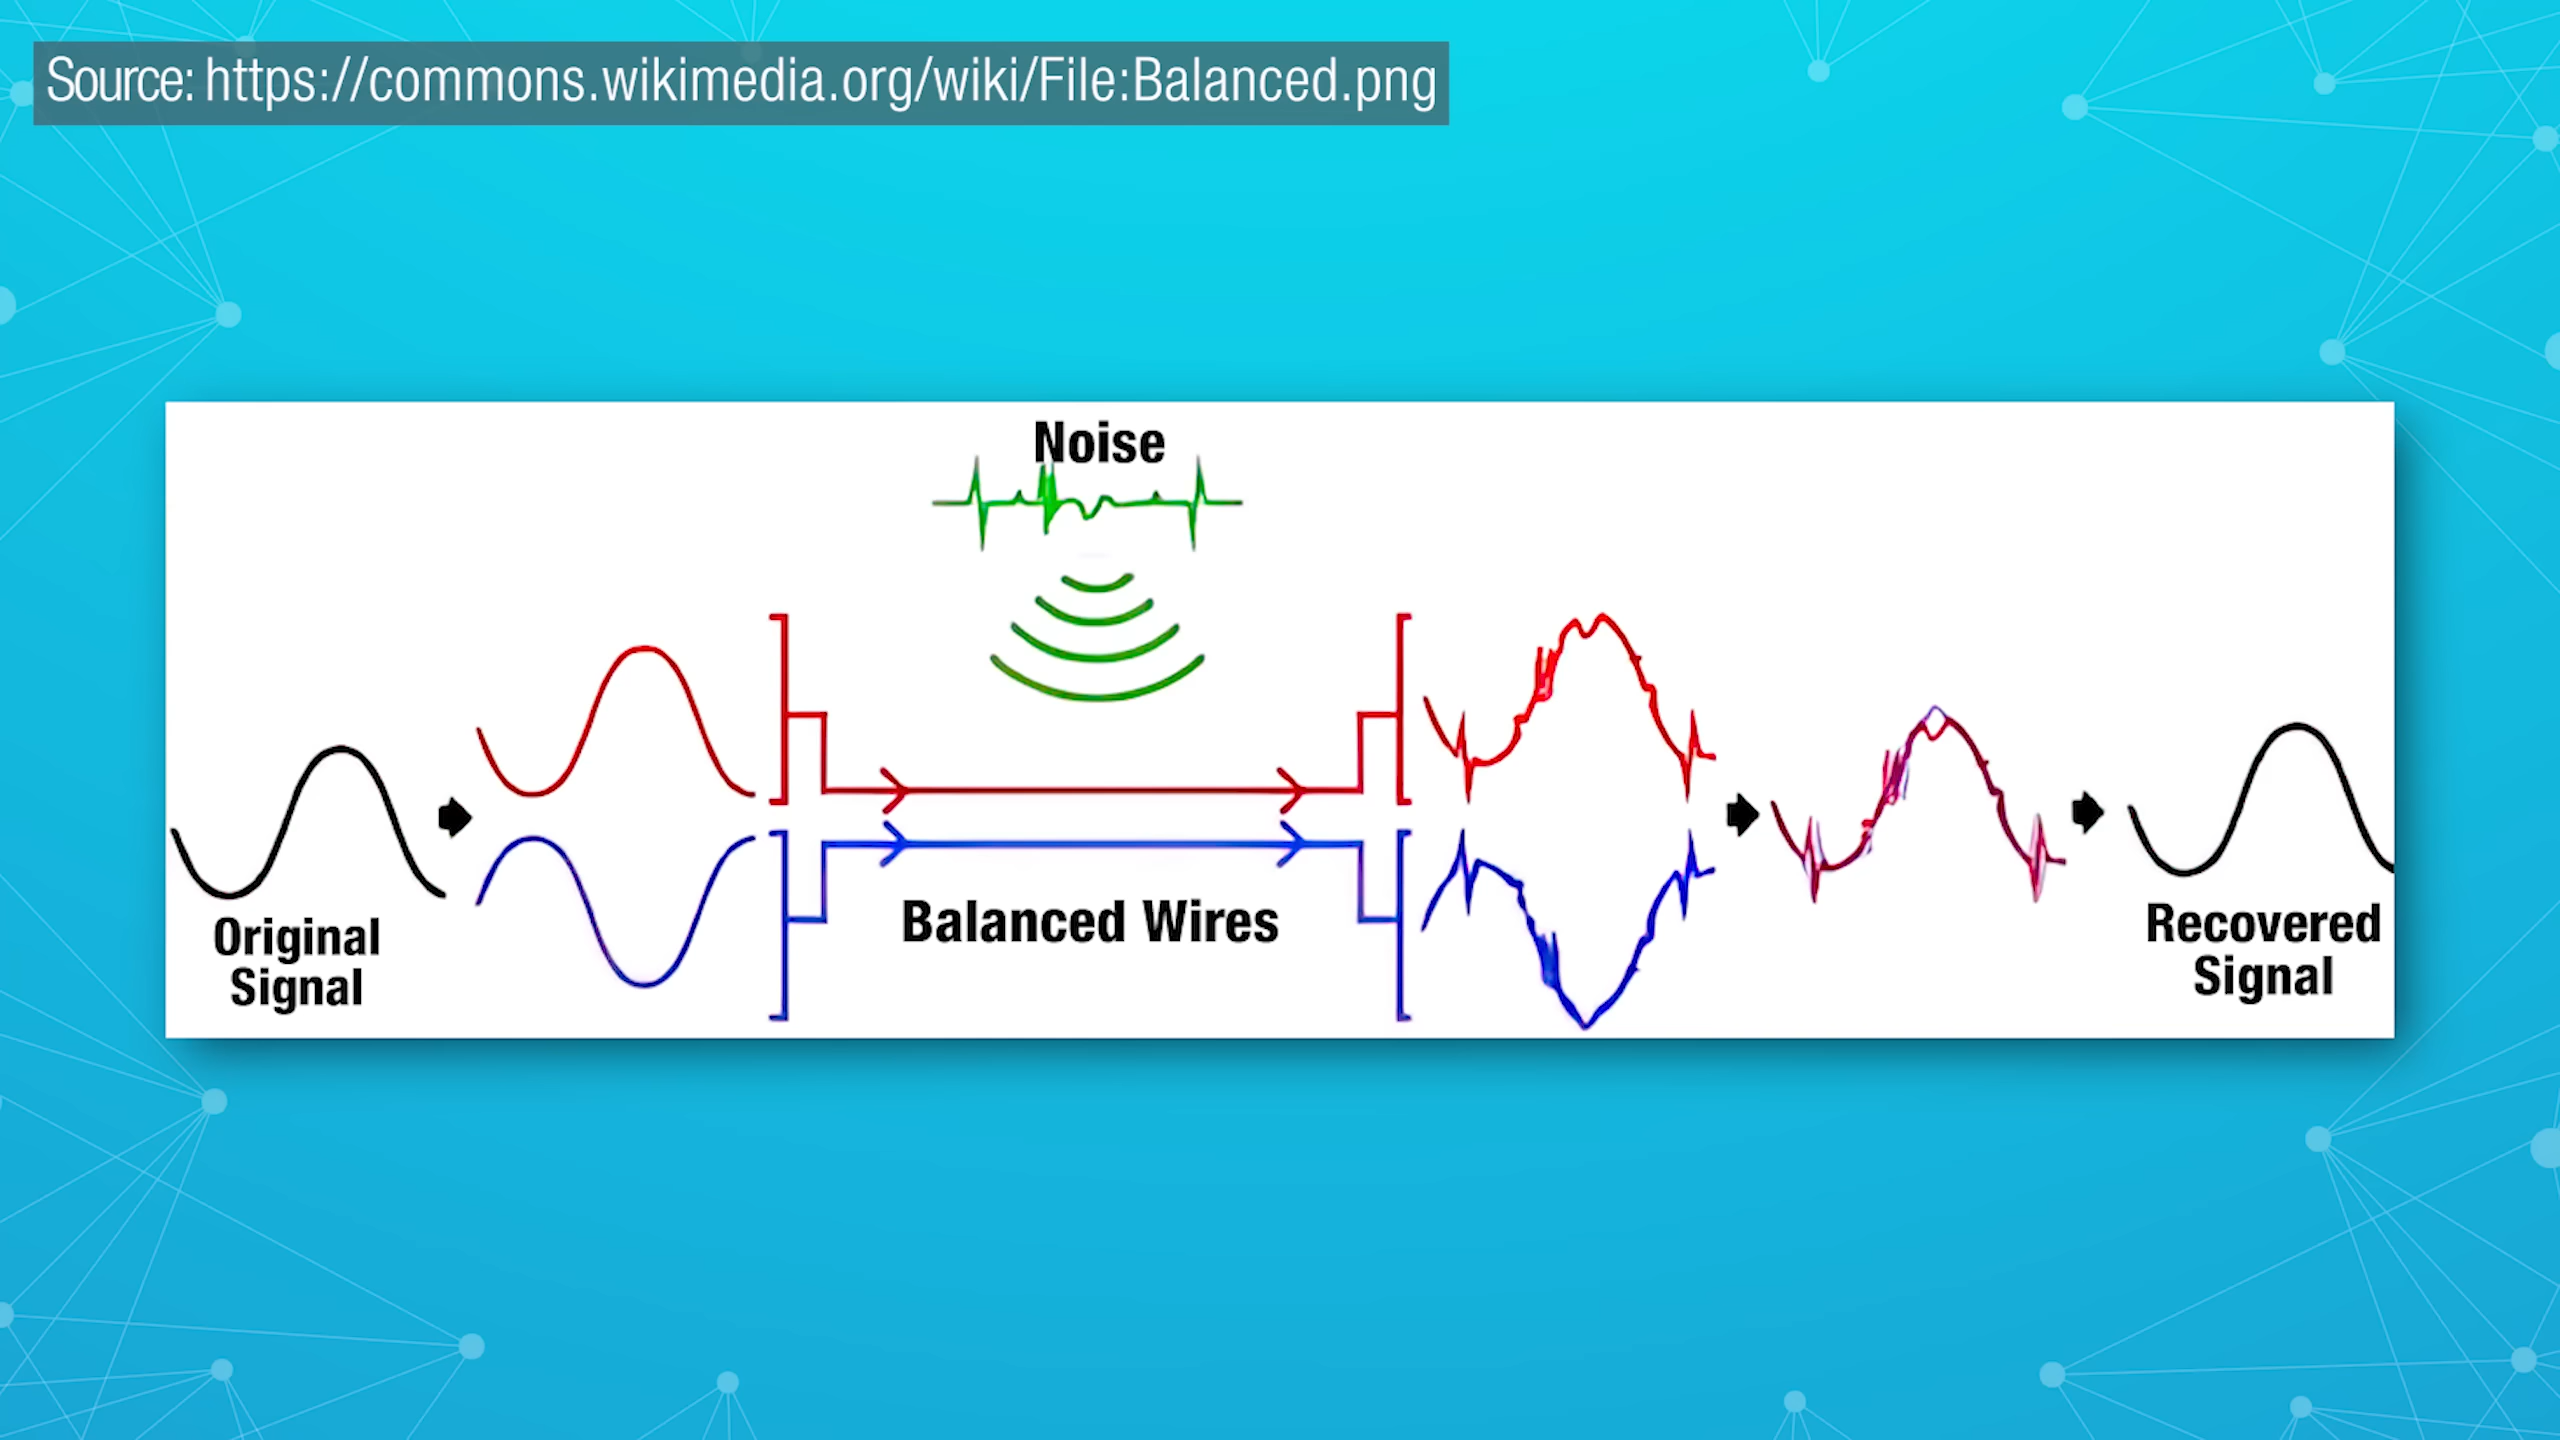 Source: https://commons.wikimedia.org/wiki/File:Balanced.png
Noise
Balanced Wires
Original
Signal
Recovered
Signal